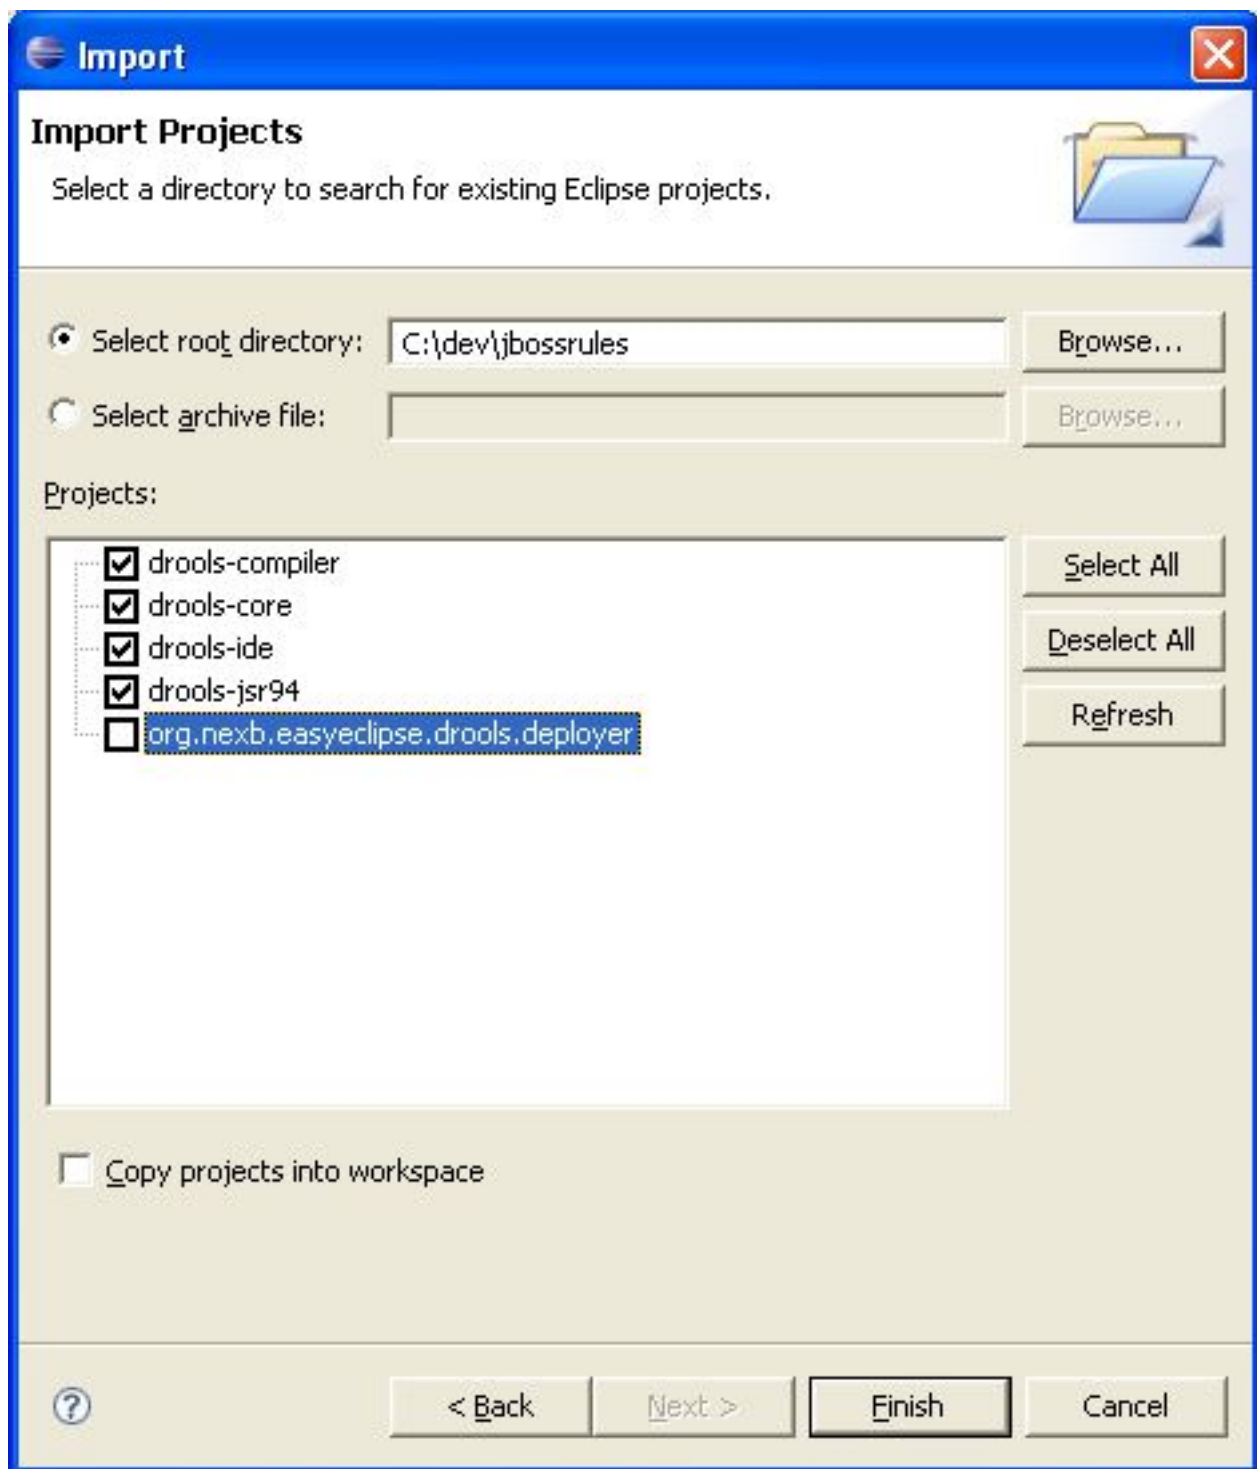 Import
Import Projects
Select a directory to search for existing Eclipse projects.
Select root directory: C:\dev\jbossrules Browse...
Select archive file: Browse...
Projects:
drools-compiler Select All
drools-core
drools-ide Deselect All
drools-jsr94 Refresh
org.nexb.easyeclipse.drools.deployer
Copy projects into workspace
? < Back Next > Finish Cancel